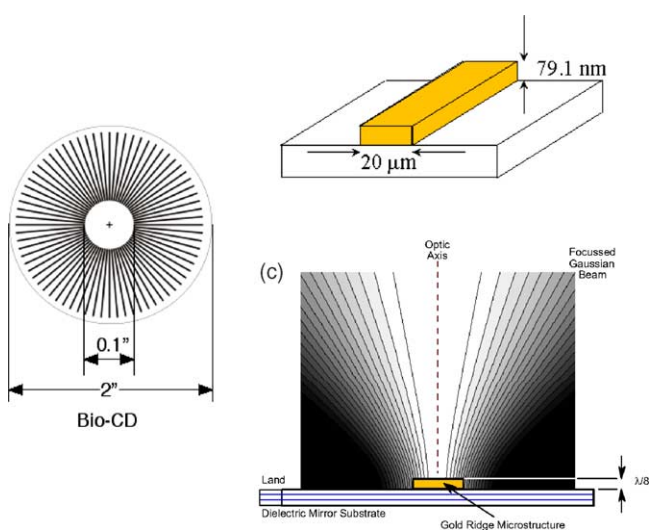 79.1 nm
20 μm
0.1”
2”
Bio-CD
(c)
Optic
Axis
Focussed
Gaussian
Beam
Land
λ/8
Dielectric Mirror Substrate
Gold Ridge Microstructure